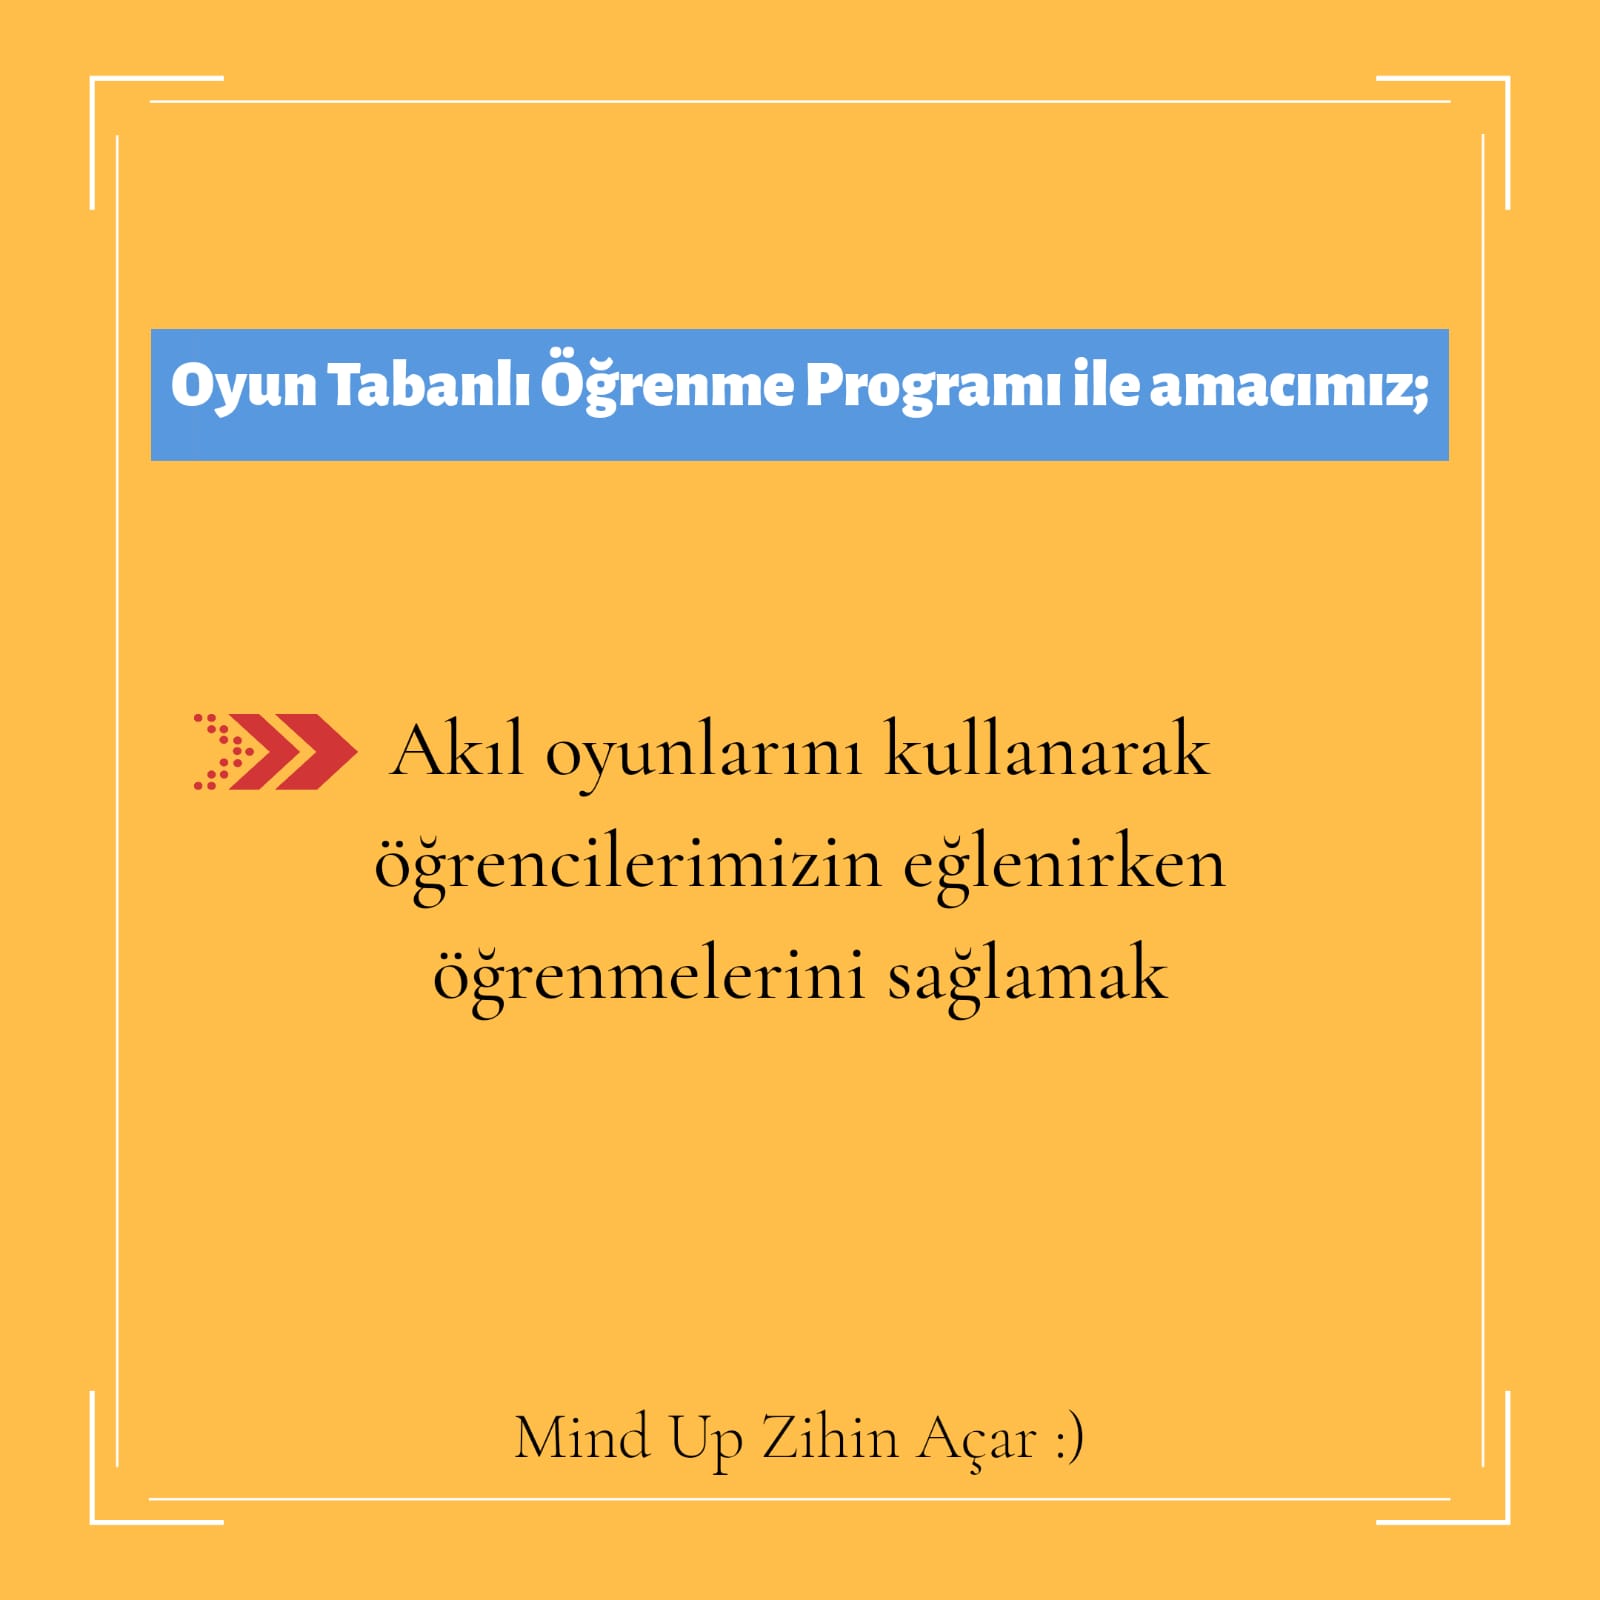 Oyun Tabanlı Öğrenme Programı ile amacımız;
Akıl oyunlarını kullanarak
öğrencilerimizin eğlenirken
öğrenmelerini sağlamak
Mind Up Zihin Açar :)